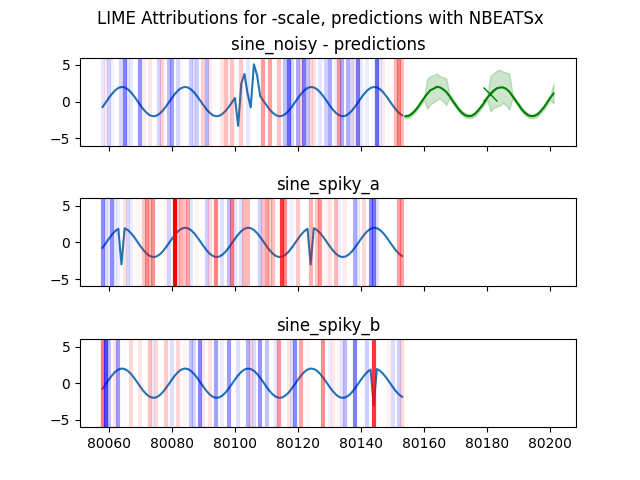 LIME Attributions for -scale, predictions with NBEATSx
sine_noisy - predictions
5
0
−5
sine_spiky_a
5
0
−5
sine_spiky_b
5
0
−5
80060 80080 80100 80120 80140 80160 80180 80200